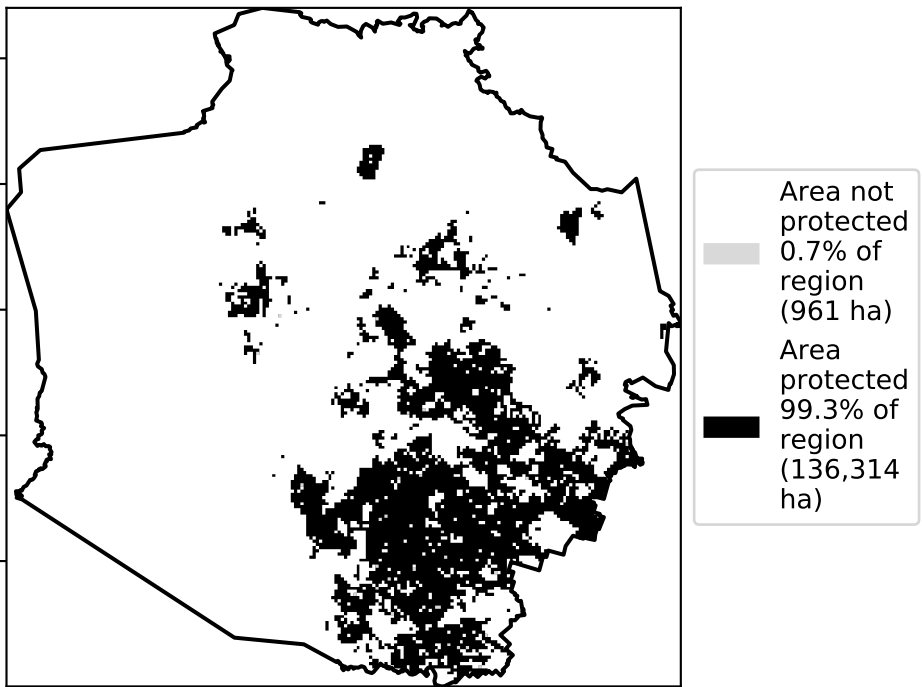 Area not
protected
0.7% of
region
(961 ha)
Area
protected
99.3% of
region
(136,314
ha)